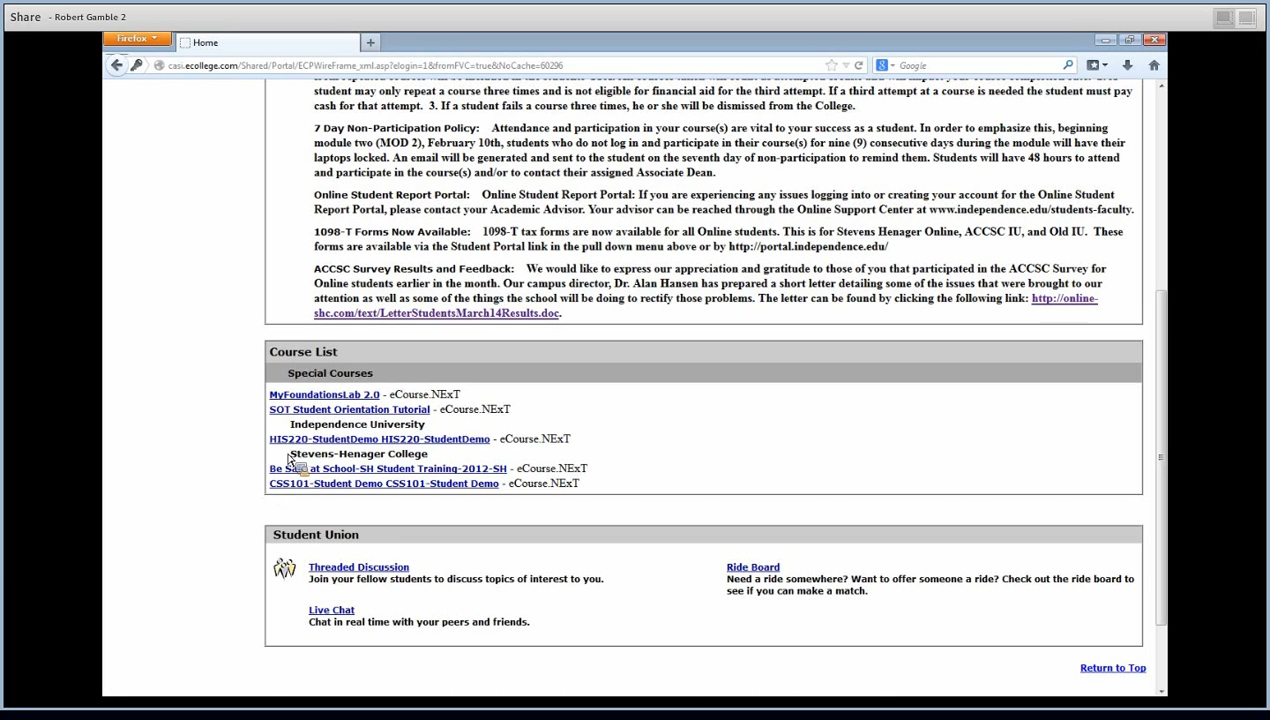 Share - Robert Gamble 2
Firefox
Home
casi.ecollege.com/Shared/Portal/ECPWireFrame_xml.asp?elogin=1&fromFVC=true&NoCache=60296
Google
student may only repeat a course three times and is not eligible for financial aid for the third attempt. If a third attempt at a course is needed the student must pay
cash for that attempt. 3. If a student fails a course three times, he or she will be dismissed from the College.
7 Day Non-Participation Policy: Attendance and participation in your course(s) are vital to your success as a student. In order to emphasize this, beginning
module two (MOD 2), February 10th, students who do not log in and participate in their course(s) for nine (9) consecutive days during the module will have their
laptops locked. An email will be generated and sent to the student on the seventh day of non-participation to remind them. Students will have 48 hours to attend
and participate in the course(s) and/or to contact their assigned Associate Dean.
Online Student Report Portal: Online Student Report Portal: If you are experiencing any issues logging into or creating your account for the Online Student
Report Portal, please contact your Academic Advisor. Your advisor can be reached through the Online Support Center at www.independence.edu/students-faculty.
1098-T Forms Now Available: 1098-T tax forms are now available for all Online students. This is for Stevens Henager Online, ACCSC IU, and Old IU. These
forms are available via the Student Portal link in the pull down menu above or by http://portal.independence.edu/
ACCSC Survey Results and Feedback: We would like to express our appreciation and gratitude to those of you that participated in the ACCSC Survey for
Online students earlier in the month. Our campus director, Dr. Alan Hansen has prepared a short letter detailing some of the issues that were brought to our
attention as well as some of the things the school will be doing to rectify those problems. The letter can be found by clicking the following link: http://online-
shc.com/text/LetterStudentsMarch14Results.doc.
Course List
Special Courses
MyFoundationsLab 2.0 - eCourse.NExT
SOT Student Orientation Tutorial - eCourse.NExT
Independence University
HIS220-StudentDemo HIS220-StudentDemo - eCourse.NExT
Stevens-Henager College
Be at School-SH Student Training-2012-SH - eCourse.NExT
CSS101-Student Demo CSS101-Student Demo - eCourse.NExT
Student Union
Threaded Discussion
Join your fellow students to discuss topics of interest to you.
Ride Board
Need a ride somewhere? Want to offer someone a ride? Check out the ride board to
see if you can make a match.
Live Chat
Chat in real time with your peers and friends.
Return to Top